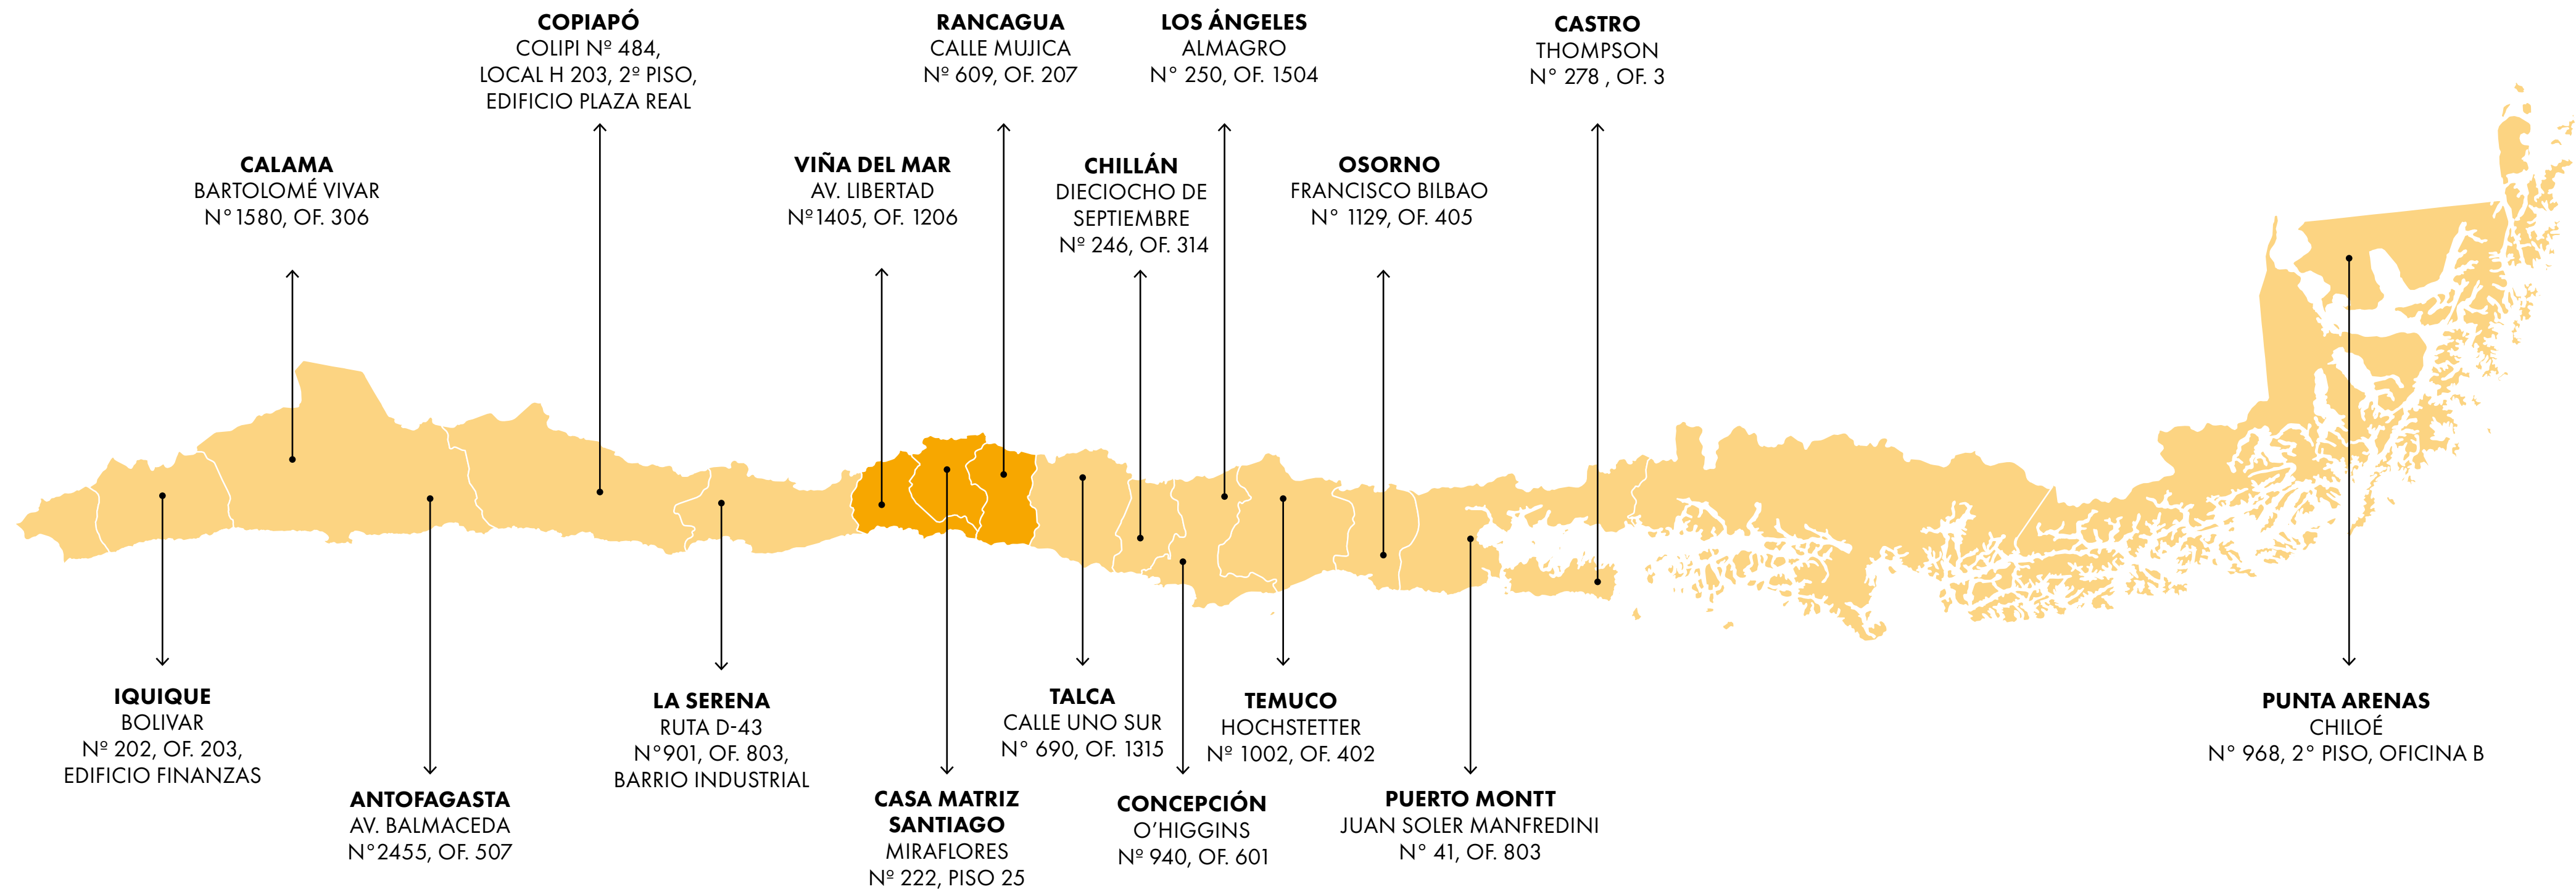 COPIAPÓ
COLIPI Nº 484,
LOCAL H 203, 2º PISO,
EDIFICIO PLAZA REAL
RANCAGUA
CALLE MUJICA
Nº 609, OF. 207
LOS ÁNGELES
ALMAGRO
N° 250, OF. 1504
CASTRO
THOMPSON
N° 278 , OF. 3
CALAMA
BARTOLOMÉ VIVAR
N°1580, OF. 306
VIÑA DEL MAR
AV. LIBERTAD
Nº1405, OF. 1206
CHILLÁN
DIECIOCHO DE
SEPTIEMBRE
Nº 246, OF. 314
OSORNO
FRANCISCO BILBAO
N° 1129, OF. 405
IQUIQUE
BOLIVAR
Nº 202, OF. 203,
EDIFICIO FINANZAS
LA SERENA
RUTA D-43
N°901, OF. 803,
BARRIO INDUSTRIAL
TALCA
CALLE UNO SUR
N° 690, OF. 1315
TEMUCO
HOCHSTETTER
Nº 1002, OF. 402
PUNTA ARENAS
CHILOÉ
N° 968, 2° PISO, OFICINA B
ANTOFAGASTA
AV. BALMACEDA
N°2455, OF. 507
CASA MATRIZ
SANTIAGO
MIRAFLORES
Nº 222, PISO 25
CONCEPCIÓN
O’HIGGINS
Nº 940, OF. 601
PUERTO MONTT
JUAN SOLER MANFREDINI
N° 41, OF. 803